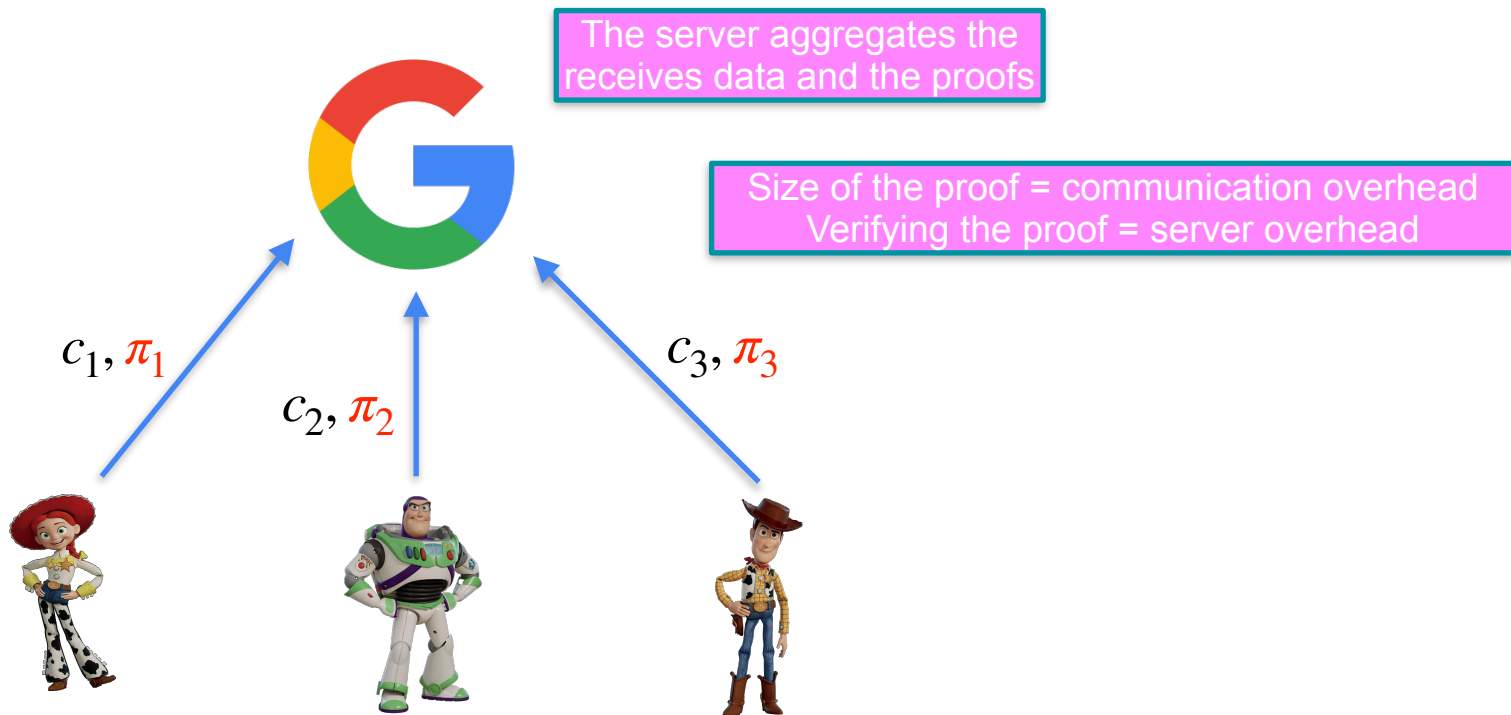 The server aggregates the
receives data and the proofs
Size of the proof = communication overhead
Verifying the proof = server overhead
c₁, π₁
c₂, π₂
c₃, π₃